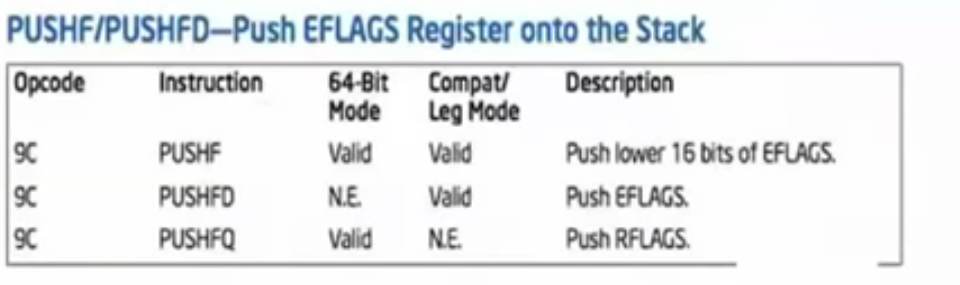 PUSHF/PUSHFD—Push EFLAGS Register onto the Stack
Opcode Instruction 64-Bit Mode Compat/ Leg Mode Description
9C PUSHF Valid Valid Push lower 16 bits of EFLAGS.
9C PUSHFD N.E. Valid Push EFLAGS.
9C PUSHFQ Valid N.E. Push RFLAGS.